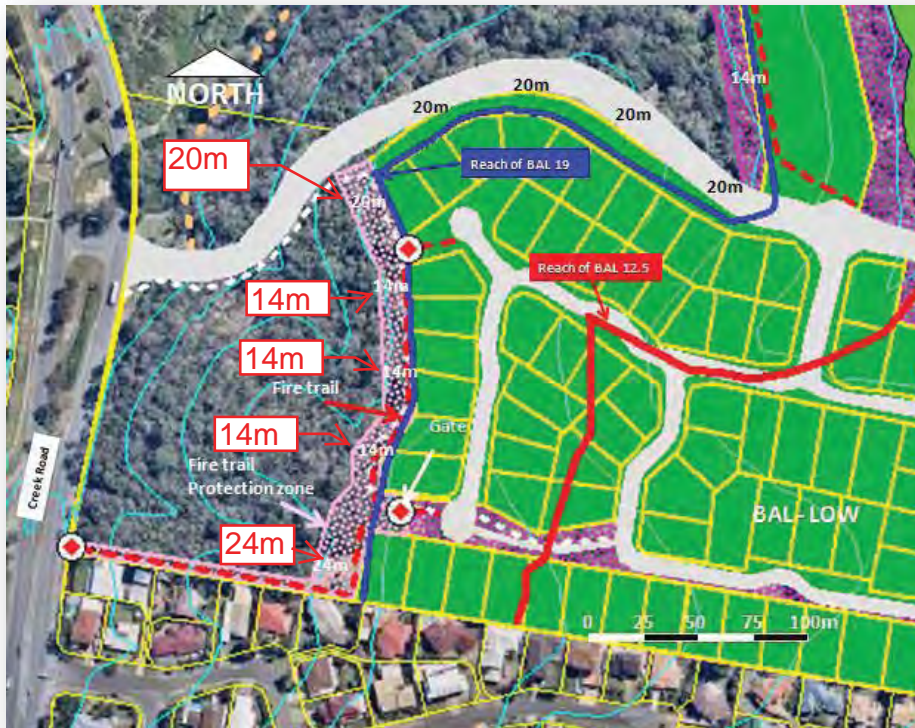 NORTH
20m
20m
20m
20m
14m
20m
20m
Reach of BAL 19
Reach of BAL 12.5
14m
14m
14m
14m
Fire trail
14m
14m
Gate
Fire trail
Protection zone
24m
24m
Creek Road
BAL- LOW
0 25 50 75 100m